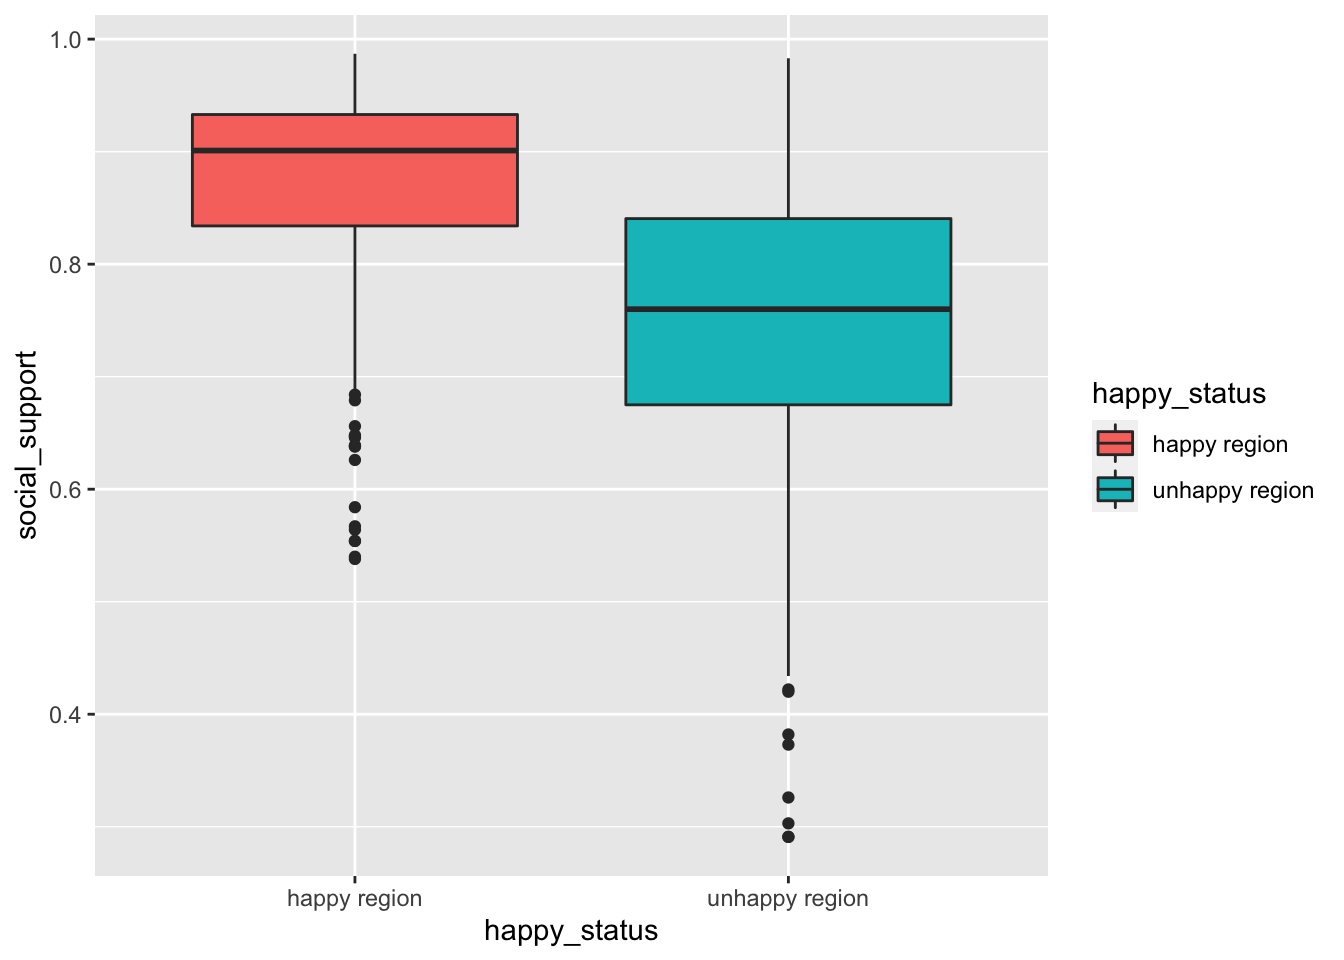 1.0
0.8
0.6
0.4
social_support
happy region
unhappy region
happy_status
happy_status
happy region
unhappy region